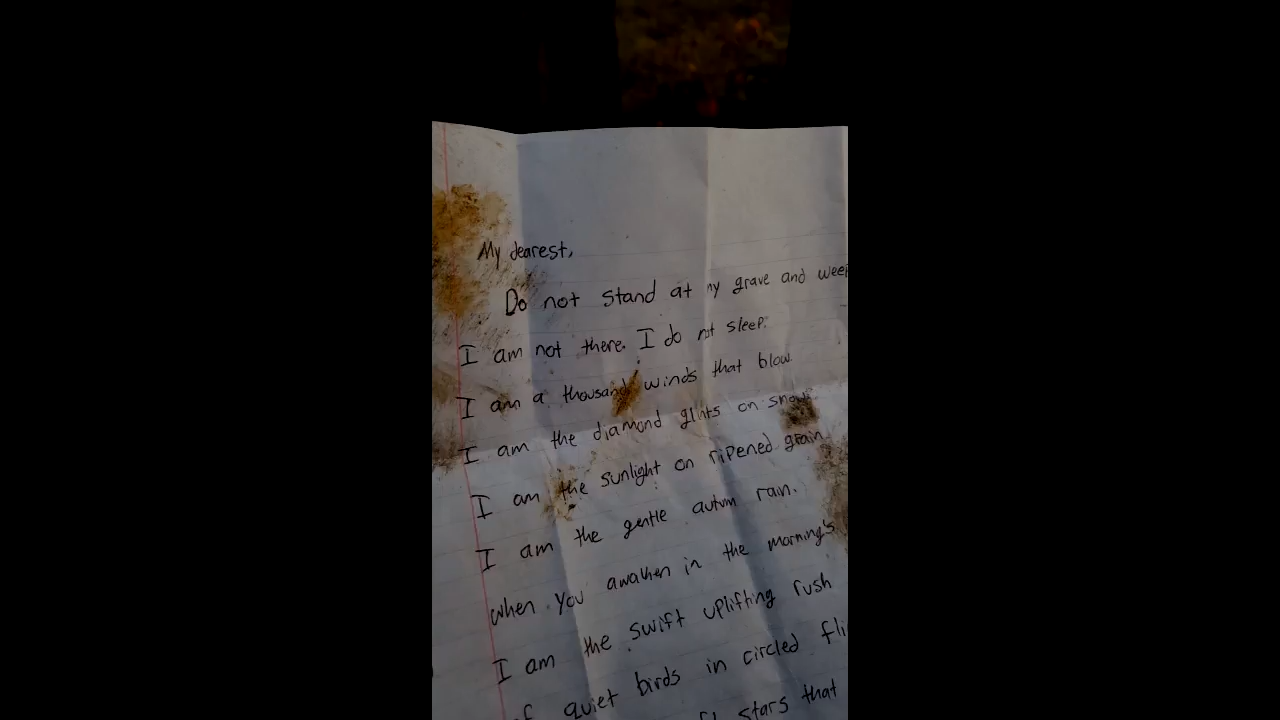 My dearest,
Do not stand at my grave and weep
I am not there. I do not sleep.
I am a thousand winds that blow
I am the diamond glints on snow
I am the sunlight on ripened grain
I am the gentle autum rain.
when you awaken in the morning's
I am the swift uplifting rush
of quiet birds in circled fli
stars that